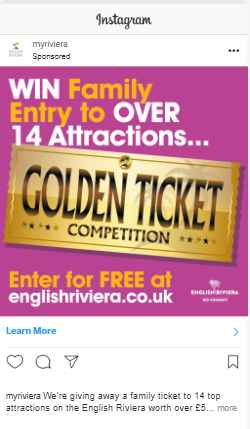 Instagram
myriviera
Sponsored
WIN Family
Entry to OVER
14 Attractions...
GOLDEN TICKET
COMPETITION
Enter for FREE at
englishriviera.co.uk
ENGLISH RIVIERA
BID COMPANY
Learn More
myriviera We're giving away a family ticket to 14 top
attractions on the English Riviera worth over £5... more